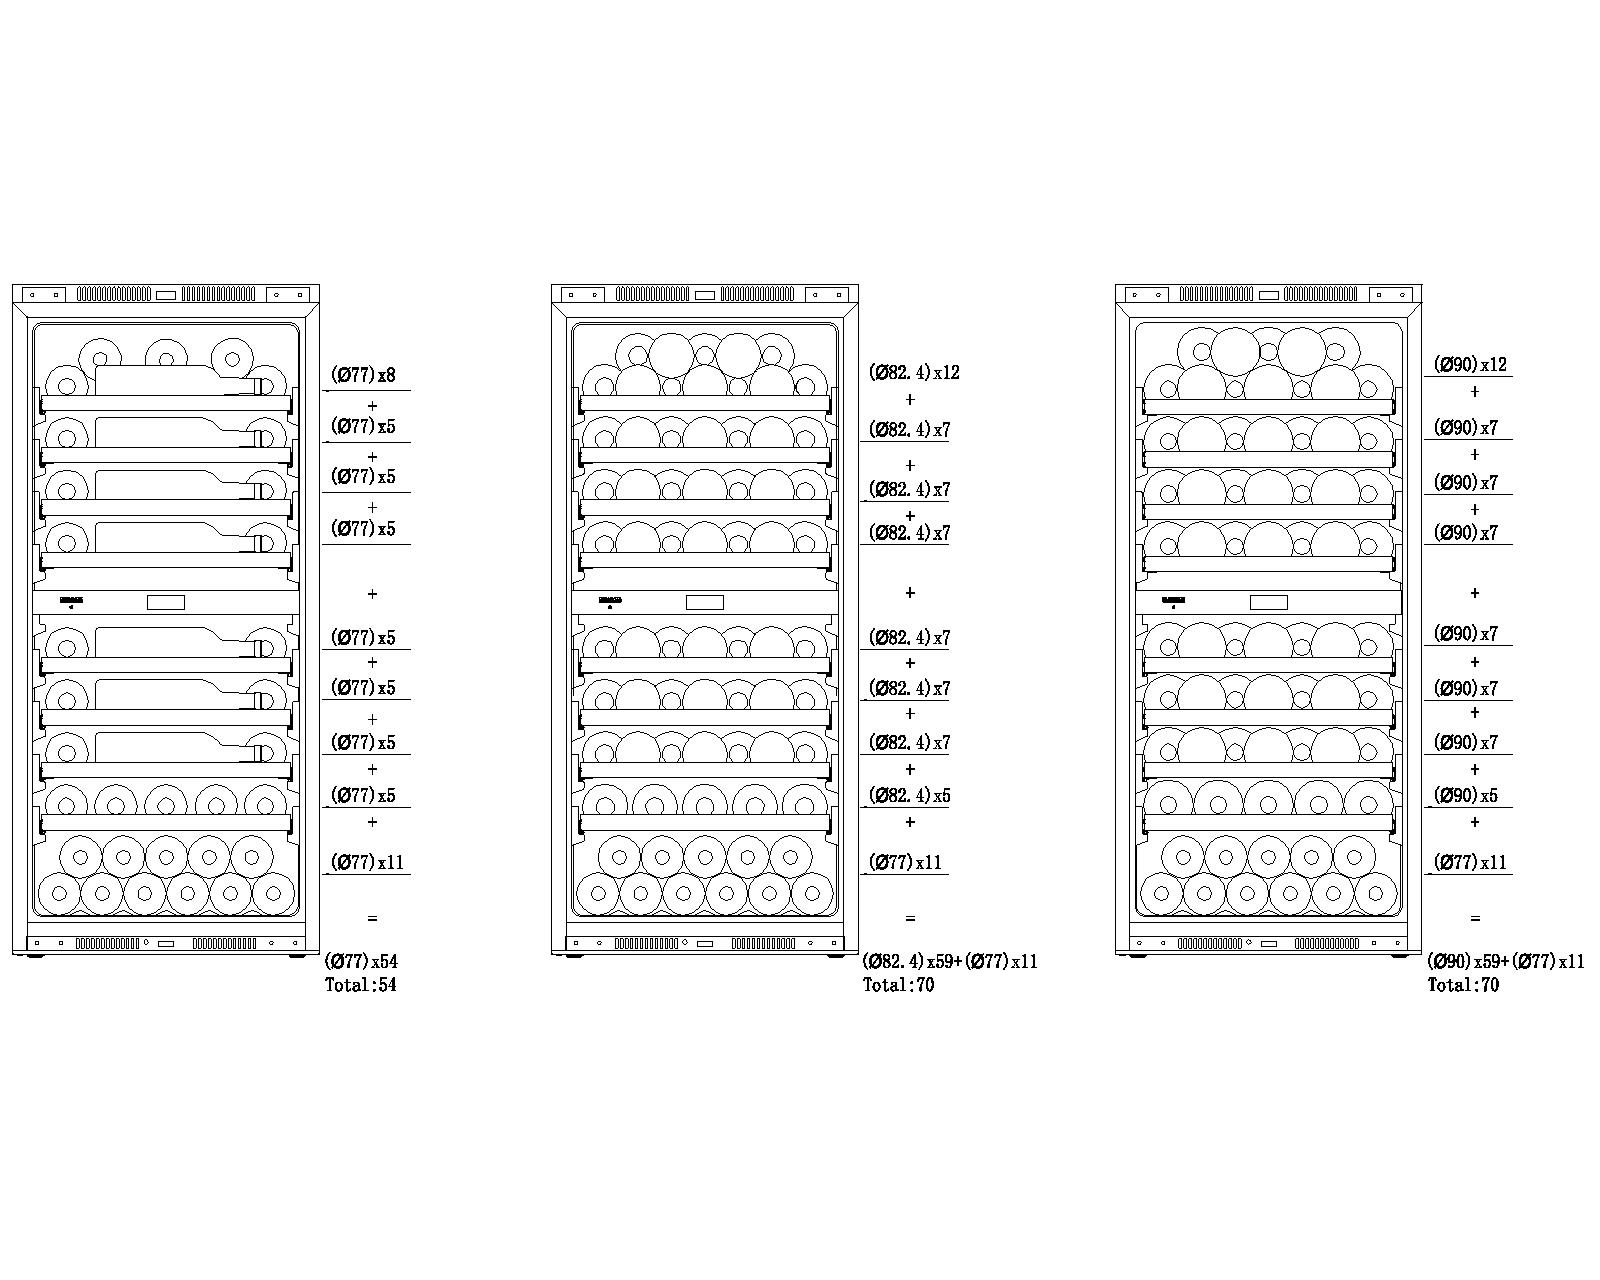 (Ø77)x8
+
(Ø77)x5
+
(Ø77)x5
+
(Ø77)x5
+
(Ø77)x5
+
(Ø77)x5
+
(Ø77)x5
+
(Ø77)x5
+
(Ø77)x11
=
(Ø77)x54
Total:54
(Ø82.4)x12
+
(Ø82.4)x7
+
(Ø82.4)x7
+
(Ø82.4)x7
+
(Ø82.4)x7
+
(Ø82.4)x7
+
(Ø82.4)x7
+
(Ø82.4)x5
+
(Ø77)x11
=
(Ø82.4)x59+(Ø77)x11
Total:70
(Ø90)x12
+
(Ø90)x7
+
(Ø90)x7
+
(Ø90)x7
+
(Ø90)x7
+
(Ø90)x7
+
(Ø90)x7
+
(Ø90)x5
+
(Ø77)x11
=
(Ø90)x59+(Ø77)x11
Total:70